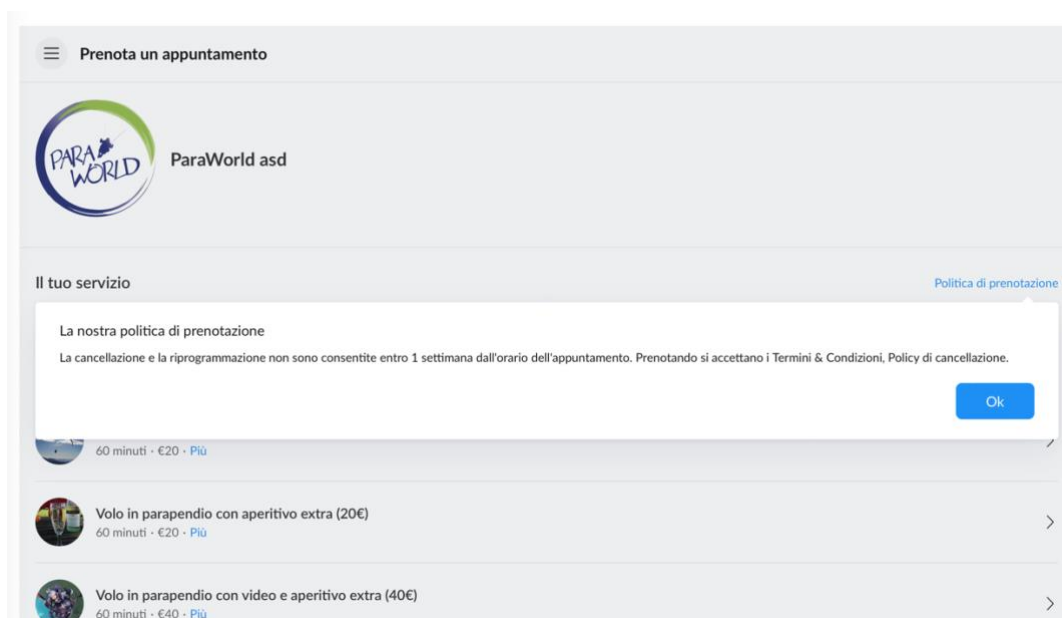 Prenota un appuntamento
PARA
WORLD
ParaWorld asd
Il tuo servizio
Politica di prenotazione
La nostra politica di prenotazione
La cancellazione e la riprogrammazione non sono consentite entro 1 settimana dall'orario dell'appuntamento. Prenotando si accettano i Termini & Condizioni, Policy di cancellazione.
Ok
60 minuti · €20 · Più
Volo in parapendio con aperitivo extra (20€)
60 minuti · €20 · Più
Volo in parapendio con video e aperitivo extra (40€)
60 minuti · €40 · Più